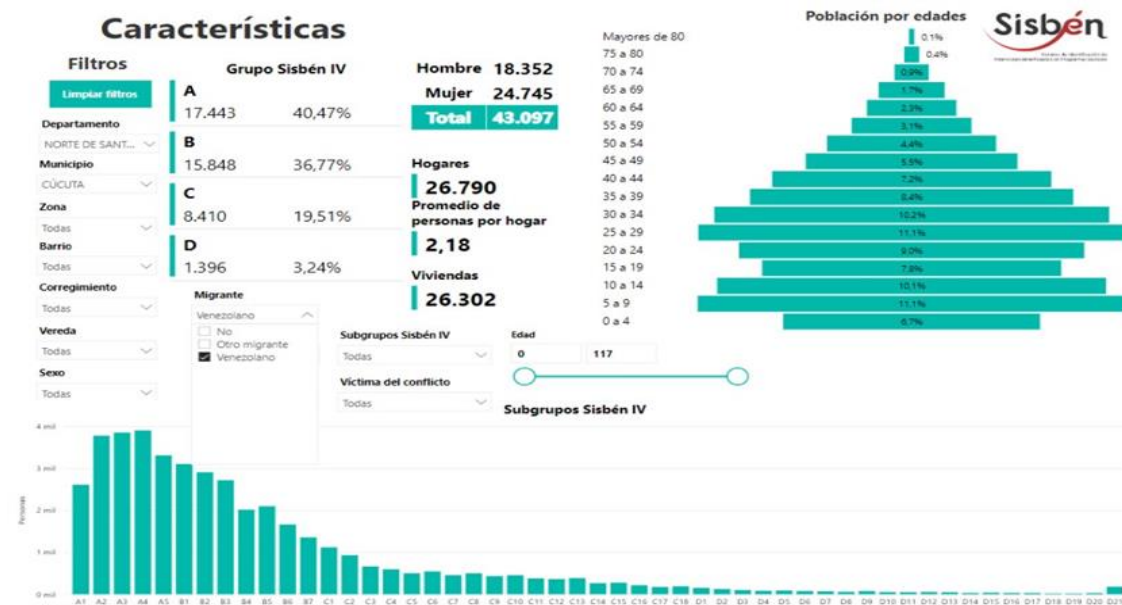 Características
Filtros
Limpiar filtros
Departamento
NORTE DE SANT...
Municipio
CÚCUTA
Zona
Todas
Barrio
Todas
Corregimiento
Todas
Vereda
Todas
Sexo
Todas
Grupo Sisbén IV
A
17.443 40,47%
B
15.848 36,77%
C
8.410 19,51%
D
1.396 3,24%
Migrante
Venezolano
No
Otro migrante
Venezolano
Hombre 18.352
Mujer 24.745
Total 43.097
Hogares
26.790
Promedio de
personas por hogar
2,18
Viviendas
26.302
Subgrupos Sisbén IV
Todas
Víctima del conflicto
Todas
Edad
0 117
Población por edades
Sisbén
Mayores de 80 0.1%
75 a 80 0.4%
70 a 74 0.9%
65 a 69 1.7%
60 a 64 2.3%
55 a 59 3.1%
50 a 54 4.4%
45 a 49 5.5%
40 a 44 7.2%
35 a 39 8.4%
30 a 34 10.2%
25 a 29 11.1%
20 a 24 9.0%
15 a 19 7.8%
10 a 14 10,1%
5 a 9 11.1%
0 a 4 6.7%
Subgrupos Sisbén IV
Personas
4 mil
3 mil
2 mil
1 mil
0 mil
A1 A2 A3 A4 A5 B1 B2 B3 B4 B5 B6 B7 C1 C2 C3 C4 C5 C6 C7 C8 C9 C10 C11 C12 C13 C14 C15 C16 C17 C18 D1 D2 D3 D4 D5 D6 D7 D8 D9 D10 D11 D12 D13 D14 D15 D16 D17 D18 D19 D20 D21